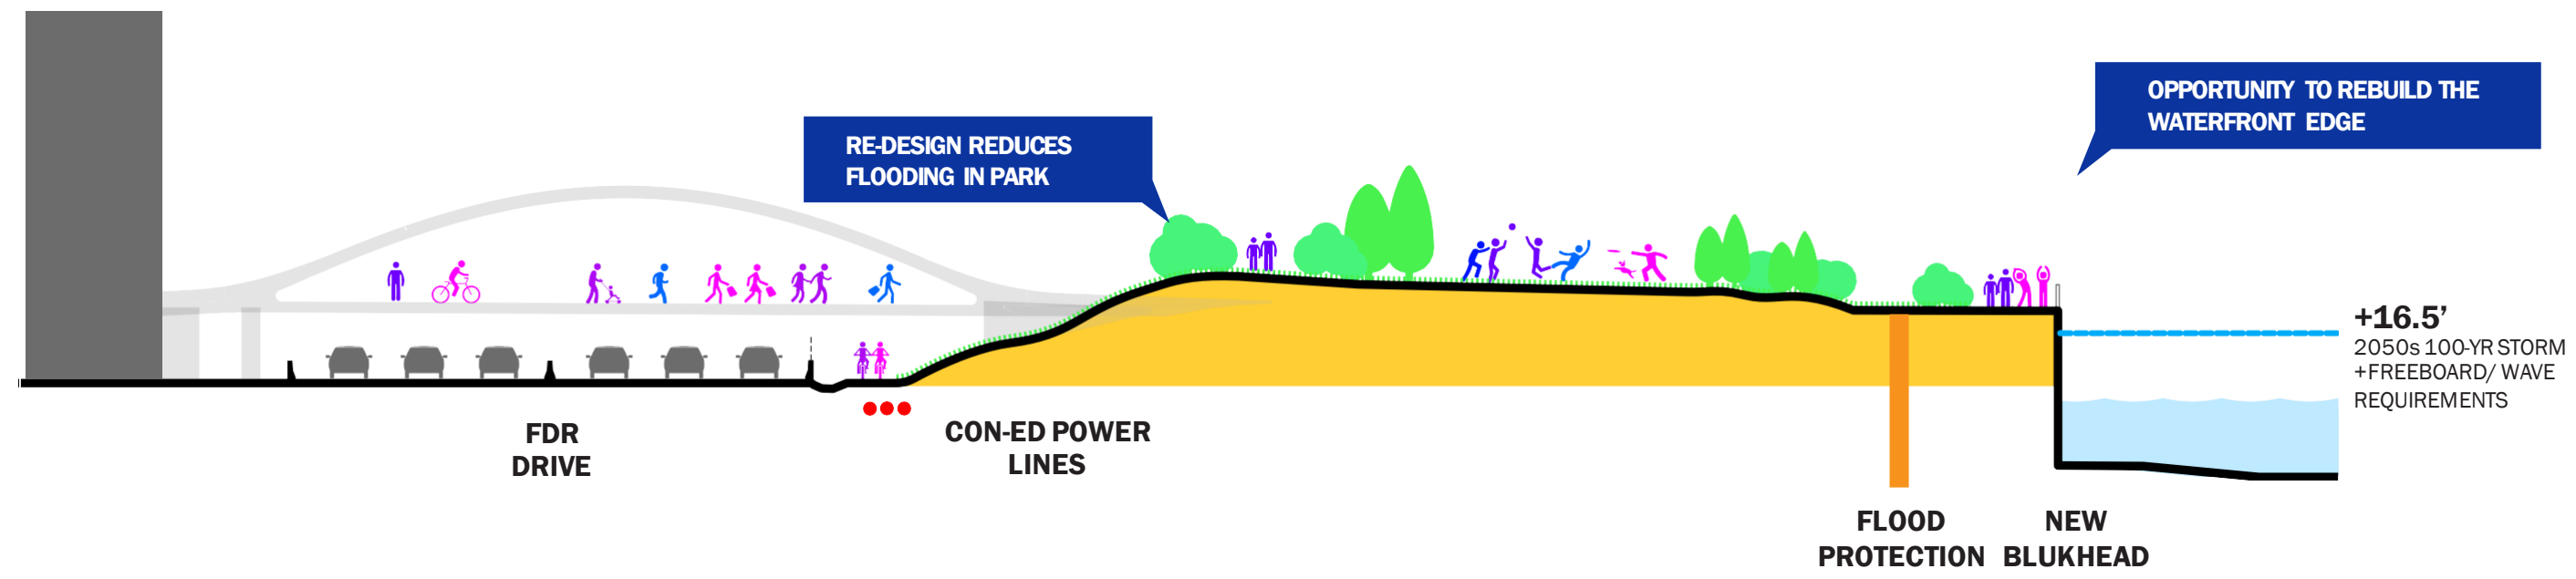 RE-DESIGN REDUCES
FLOODING IN PARK
OPPORTUNITY TO REBUILD THE
WATERFRONT EDGE
+16.5’
2050s 100-YR STORM
+FREEBOARD/ WAVE
REQUIREMENTS
FDR
DRIVE
CON-ED POWER
LINES
FLOOD
PROTECTION
NEW
BLUKHEAD